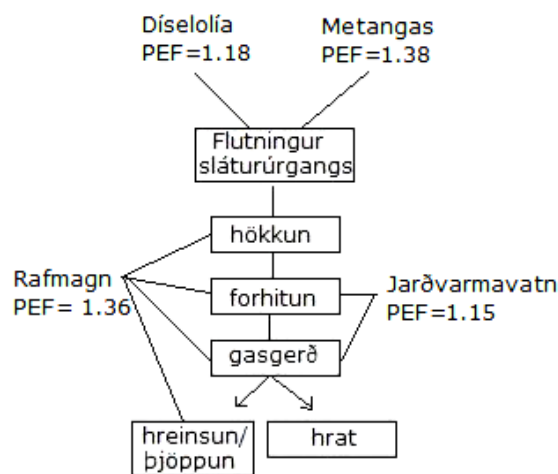 Díselolía
PEF=1.18
Metangas
PEF=1.38
Flutningur
sláturúrgangs
hökkun
Rafmagn
PEF= 1.36
forhitun
Jarðvarmavatn
PEF=1.15
gasgerð
hreinsun/
þjöppun
hrat